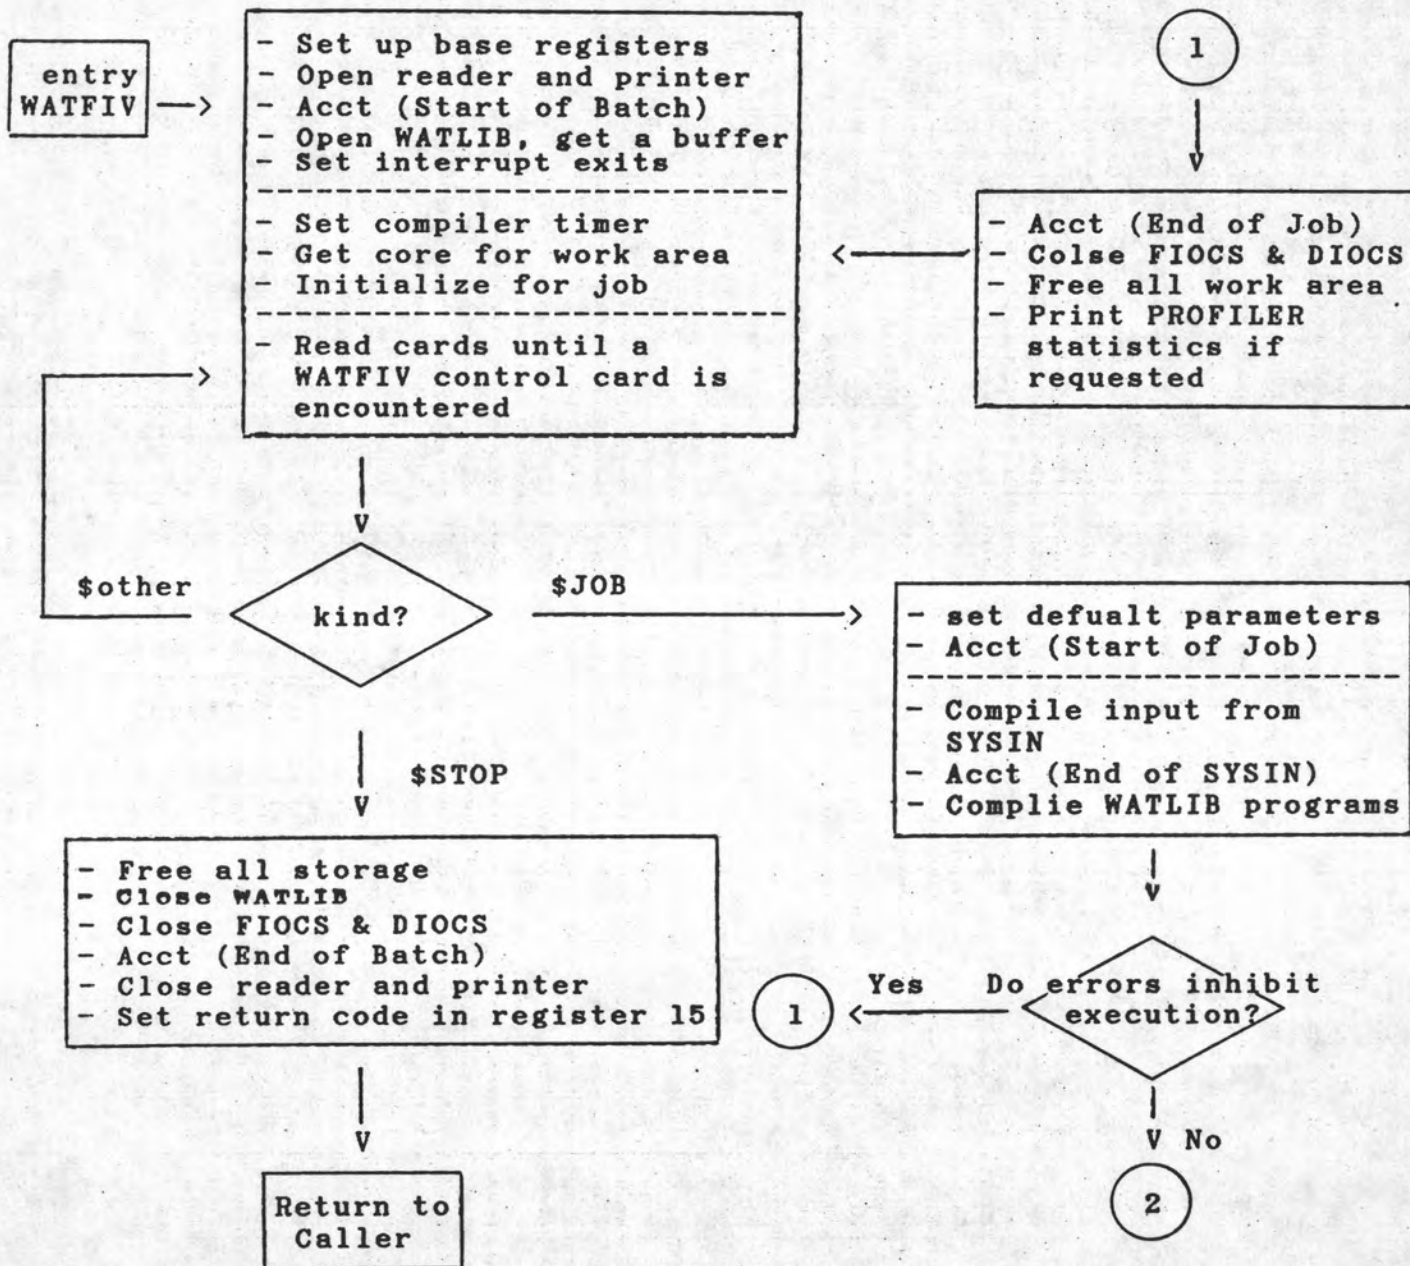 entry
WATFIV
- Set up base registers
- Open reader and printer
- Acct (Start of Batch)
- Open WATLIB, get a buffer
- Set interrupt exits
- Set compiler timer
- Get core for work area
- Initialize for job
- Read cards until a
WATFIV control card is
encountered
1
- Acct (End of Job)
- Colse FIOCS & DIOCS
- Free all work area
- Print PROFILER
statistics if
requested
$other
kind?
$JOB
- set defualt parameters
- Acct (Start of Job)
- Compile input from
SYSIN
- Acct (End of SYSIN)
- Complie WATLIB programs
$STOP
- Free all storage
- Close WATLIB
- Close FIOCS & DIOCS
- Acct (End of Batch)
- Close reader and printer
- Set return code in register 15
1
Yes
Do errors inhibit
execution?
V No
2
Return to
Caller